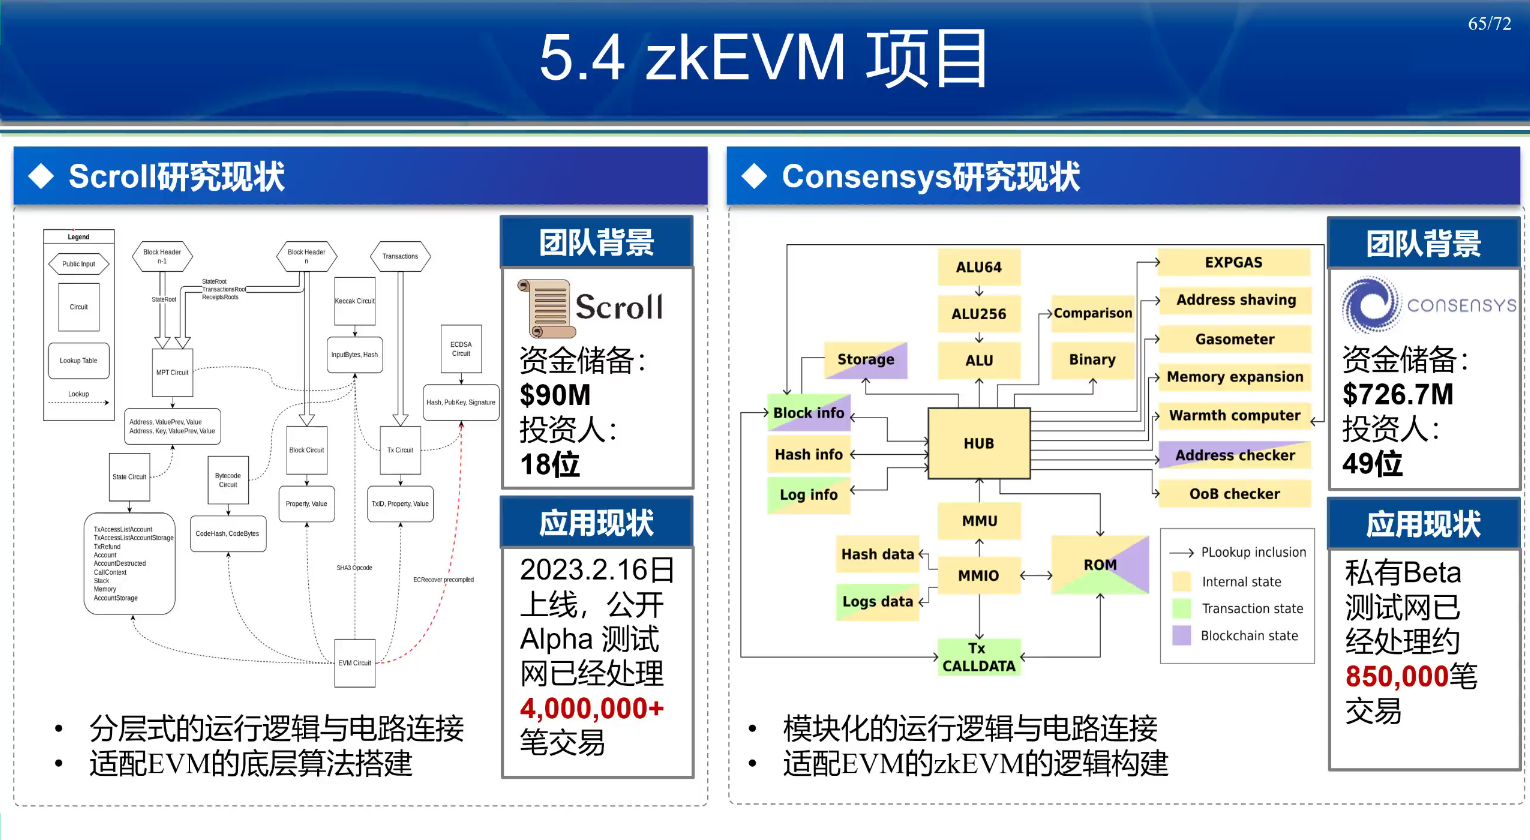 65/72
5.4 zkEVM 项目
◆ Scroll研究现状
Legend
Public Input
Circuit
Lookup Table
Lookup
Block Header
n-1
Block Header
n
Transactions
StateRoot
StateRoot
TransactionsRoot
ReceiptsRoots
Keccak Circuit
ECDSA
Circuit
InputBytes, Hash
MPT Circuit
Hash, PubKey, Signature
Address, ValuePrev, Value
Address, Key, ValuePrev, Value
Block Circuit
Tx Circuit
State Circuit
Bytecode
Circuit
Property, Value
TxID, Property, Value
CodeHash, CodeBytes
TxAccessListAccount
TxAccessListAccountStorage
TxRefund
Account
AccountDestructed
CallContext
Stack
Memory
AccountStorage
SHA3 Opcode
ECRecover precompiled
EVM Circuit
团队背景
Scroll
资金储备：
$90M
投资人：
18位
应用现状
2023.2.16日
上线，公开
Alpha 测试
网已经处理
4,000,000+
笔交易
• 分层式的运行逻辑与电路连接
• 适配EVM的底层算法搭建
◆ Consensys研究现状
ALU64
ALU256
ALU
Comparison
Binary
Storage
Block info
Hash info
Log info
HUB
EXPGAS
Address shaving
Gasometer
Memory expansion
Warmth computer
Address checker
OoB checker
MMU
MMIO
Hash data
Logs data
ROM
Tx
CALLDATA
PLookup inclusion
Internal state
Transaction state
Blockchain state
团队背景
CONSENSYS
资金储备：
$726.7M
投资人：
49位
应用现状
私有Beta
测试网已
经处理约
850,000笔
交易
• 模块化的运行逻辑与电路连接
• 适配EVM的zkEVM的逻辑构建